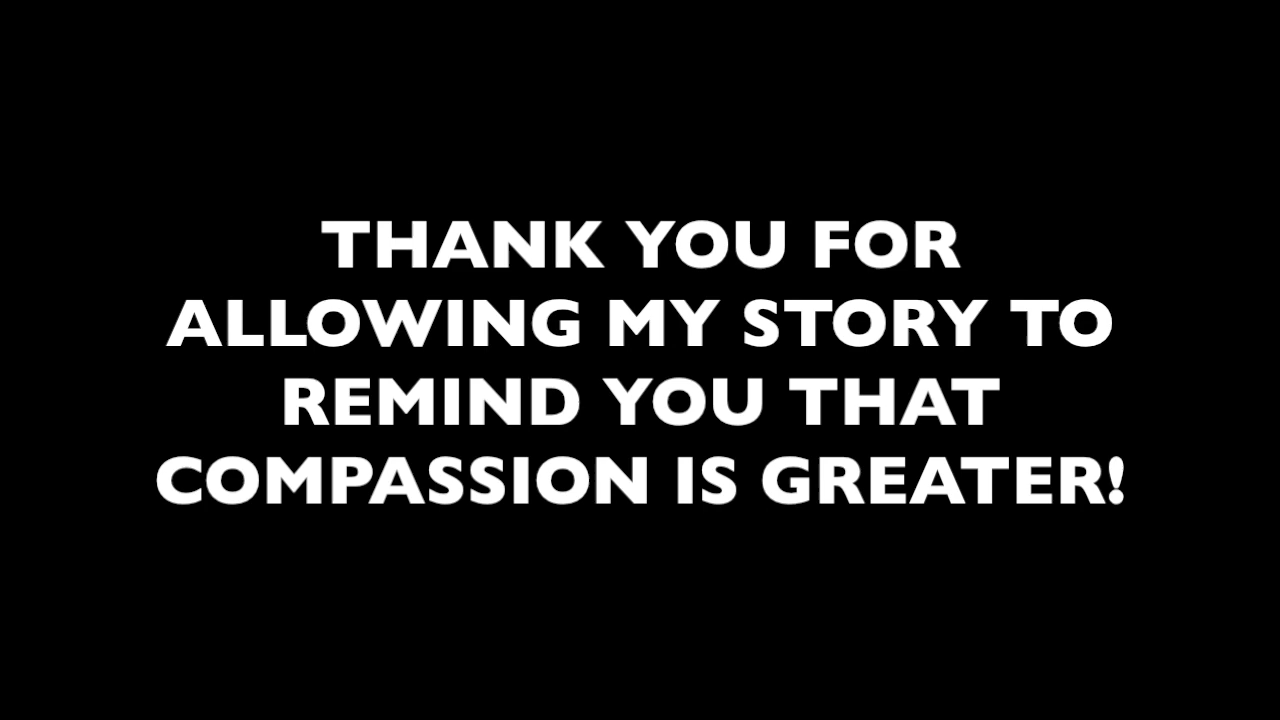 THANK YOU FOR
ALLOWING MY STORY TO
REMIND YOU THAT
COMPASSION IS GREATER!